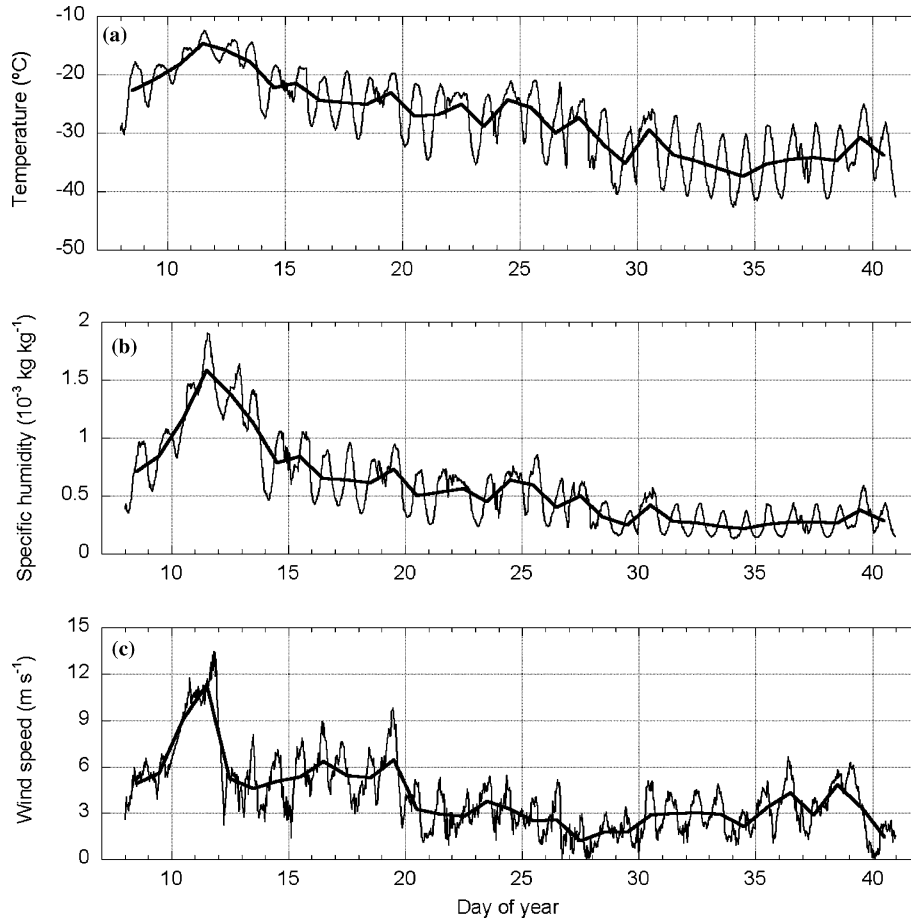 (a)
Temperature (ºC)
-10
-20
-30
-40
-50
10 15 20 25 30 35 40
(b)
Specific humidity (10⁻³ kg kg⁻¹)
2
1.5
1
0.5
0
10 15 20 25 30 35 40
(c)
Wind speed (m s⁻¹)
15
12
9
6
3
0
10 15 20 25 30 35 40
Day of year